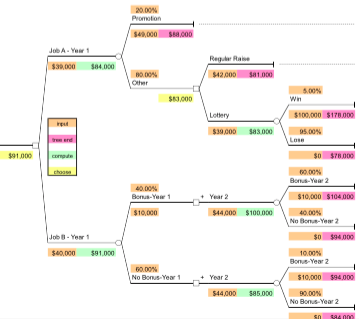 20.00%
Promotion
$49,000 $88,000
Job A - Year 1
$39,000 $84,000
80.00%
Other
$83,000
Regular Raise
$42,000 $81,000
Lottery
$39,000 $83,000
5.00%
Win
$100,000 $178,000
95.00%
Lose
$0 $78,000
input
tree end
compute
choose
$91,000
40.00%
Bonus-Year 1
$10,000
+ Year 2
$44,000 $100,000
60.00%
Bonus-Year 2
$10,000 $104,000
40.00%
No Bonus-Year 2
$0 $94,000
Job B - Year 1
$40,000 $91,000
60.00%
No Bonus-Year 1
+ Year 2
$44,000 $85,000
10.00%
Bonus-Year 2
$10,000 $94,000
90.00%
No Bonus-Year 2
$0 $84,000